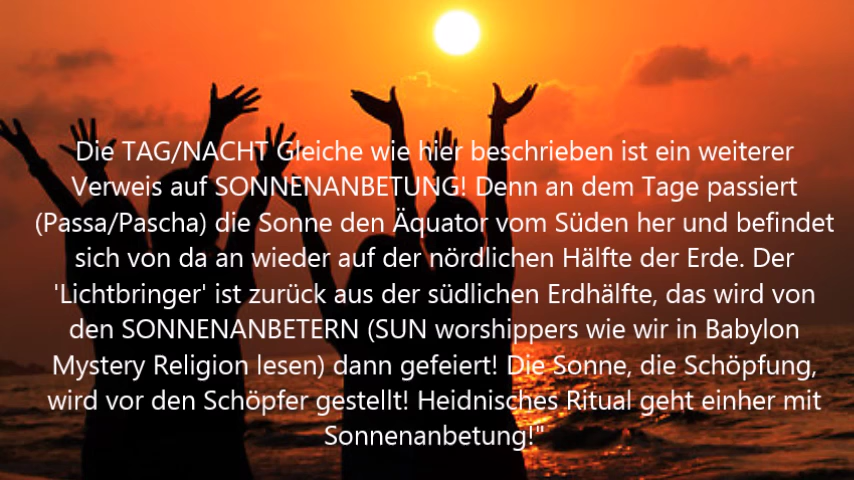 Die TAG/NACHT Gleiche wie hier beschrieben ist ein weiterer
Verweis auf SONNENANBETUNG! Denn an dem Tage passiert
(Passa/Pascha) die Sonne den Äquator vom Süden her und befindet
sich von da an wieder auf der nördlichen Hälfte der Erde. Der
'Lichtbringer' ist zurück aus der südlichen Erdhälfte, das wird von
den SONNENANBETERN (SUN worshippers wie wir in Babylon
Mystery Religion lesen) dann gefeiert! Die Sonne, die Schöpfung,
wird vor den Schöpfer gestellt! Heidnisches Ritual geht einher mit
Sonnenanbetung!"